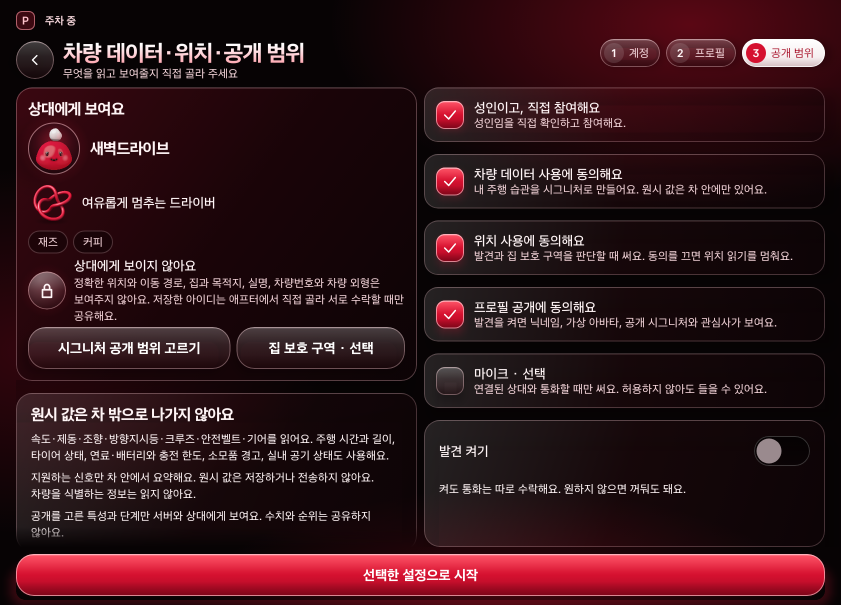 P 주차 중
차량 데이터·위치·공개 범위
무엇을 읽고 보여줄지 직접 골라 주세요
1 계정
2 프로필
3 공개 범위
상대에게 보여요
새벽드라이브
여유롭게 멈추는 드라이버
재즈
커피
상대에게 보이지 않아요
정확한 위치와 이동 경로, 집과 목적지, 실명, 차량번호와 차량 외형은
보여주지 않아요. 저장한 아이디는 애프터에서 직접 골라 서로 수락할 때만
공유해요.
시그니처 공개 범위 고르기
집 보호 구역 · 선택
원시 값은 차 밖으로 나가지 않아요
속도·제동·조향·방향지시등·크루즈·안전벨트·기어를 읽어요. 주행 시간과 길이,
타이어 상태, 연료·배터리와 충전 한도, 소모품 경고, 실내 공기 상태도 사용해요.
지원하는 신호만 차 안에서 요약해요. 원시 값은 저장하거나 전송하지 않아요.
차량을 식별하는 정보는 읽지 않아요.
공개를 고른 특성과 단계만 서버와 상대에게 보여요. 수치와 순위는 공유하지
않아요.
성인이고, 직접 참여해요
성인임을 직접 확인하고 참여해요.
차량 데이터 사용에 동의해요
내 주행 습관을 시그니처로 만들어요. 원시 값은 차 안에만 있어요.
위치 사용에 동의해요
발견과 집 보호 구역을 판단할 때 써요. 동의를 끄면 위치 읽기를 멈춰요.
프로필 공개에 동의해요
발견을 켜면 닉네임, 가상 아바타, 공개 시그니처와 관심사가 보여요.
마이크 · 선택
연결된 상대와 통화할 때만 써요. 허용하지 않아도 들을 수 있어요.
발견 켜기
켜도 통화는 따로 수락해요. 원하지 않으면 꺼둬도 돼요.
선택한 설정으로 시작